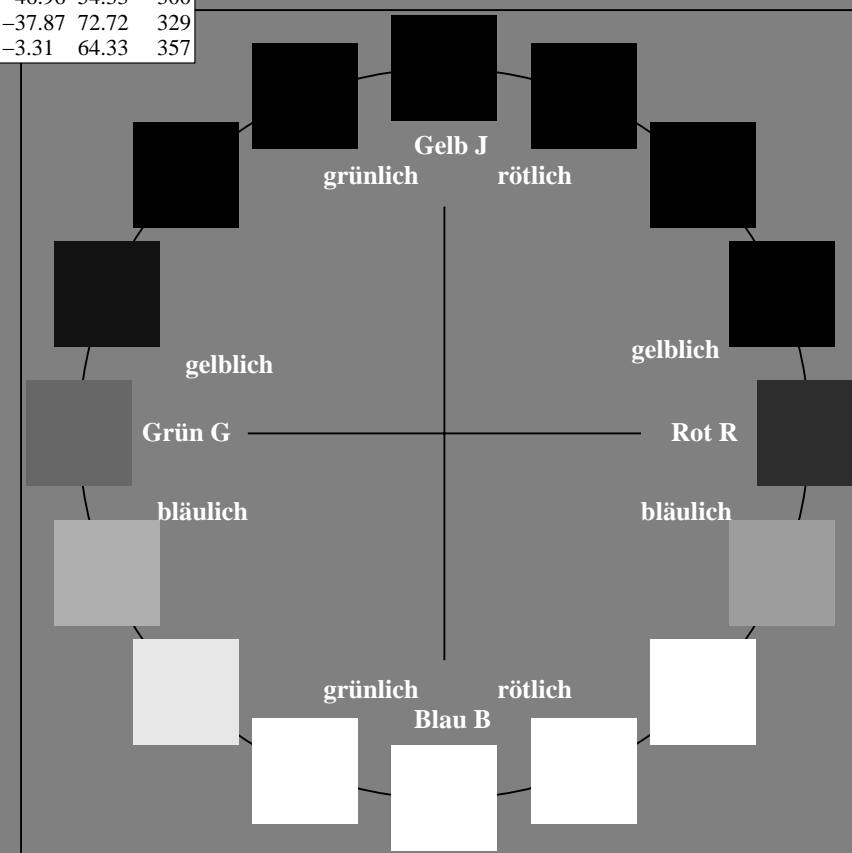 −37.87 72.72 329
−3.31 64.33 357
Gelb J
grünlich rötlich
gelblich
gelblich
Grün G
Rot R
bläulich bläulich
grünlich rötlich
Blau B